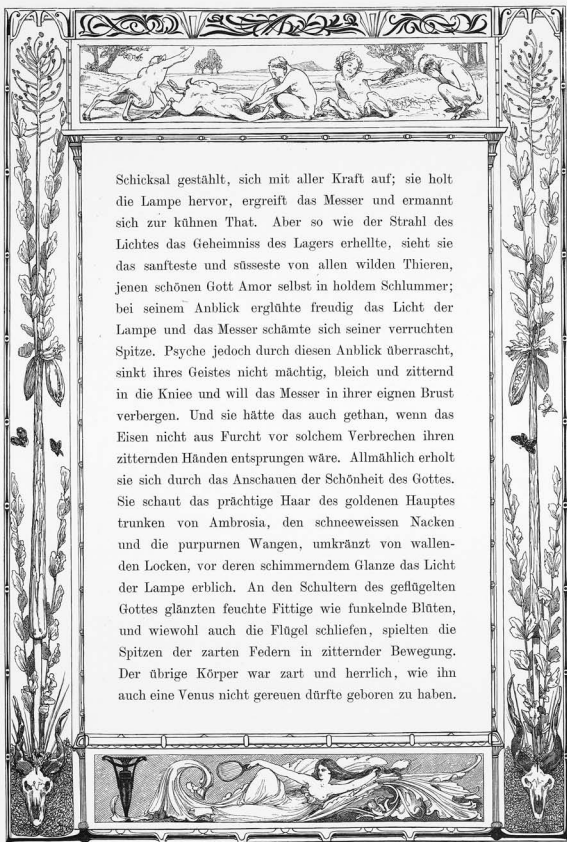 Schicksal gestählt, sich mit aller Kraft auf; sie holt
die Lampe hervor, ergreift das Messer und ermannt
sich zur kühnen That. Aber so wie der Strahl des
Lichtes das Geheimniss des Lagers erhellte, sieht sie
das sanfteste und süsseste von allen wilden Thieren,
jenen schönen Gott Amor selbst in holdem Schlummer;
bei seinem Anblick erglühte freudig das Licht der
Lampe und das Messer schämte sich seiner verruchten
Spitze. Psyche jedoch durch diesen Anblick überrascht,
sinkt ihres Geistes nicht mächtig, bleich und zitternd
in die Kniee und will das Messer in ihrer eignen Brust
verbergen. Und sie hätte das auch gethan, wenn das
Eisen nicht aus Furcht vor solchem Verbrechen ihren
zitternden Händen entsprungen wäre. Allmählich erholt
sie sich durch das Anschauen der Schönheit des Gottes.
Sie schaut das prächtige Haar des goldenen Hauptes
trunken von Ambrosia, den schneeweissen Nacken
und die purpurnen Wangen, umkränzt von wallen-
den Locken, vor deren schimmerndem Glanze das Licht
der Lampe erblich. An den Schultern des geflügelten
Gottes glänzten feuchte Fittige wie funkelnde Blüten,
und wiewohl auch die Flügel schliefen, spielten die
Spitzen der zarten Federn in zitternder Bewegung.
Der übrige Körper war zart und herrlich, wie ihn
auch eine Venus nicht gereuen dürfte geboren zu haben.